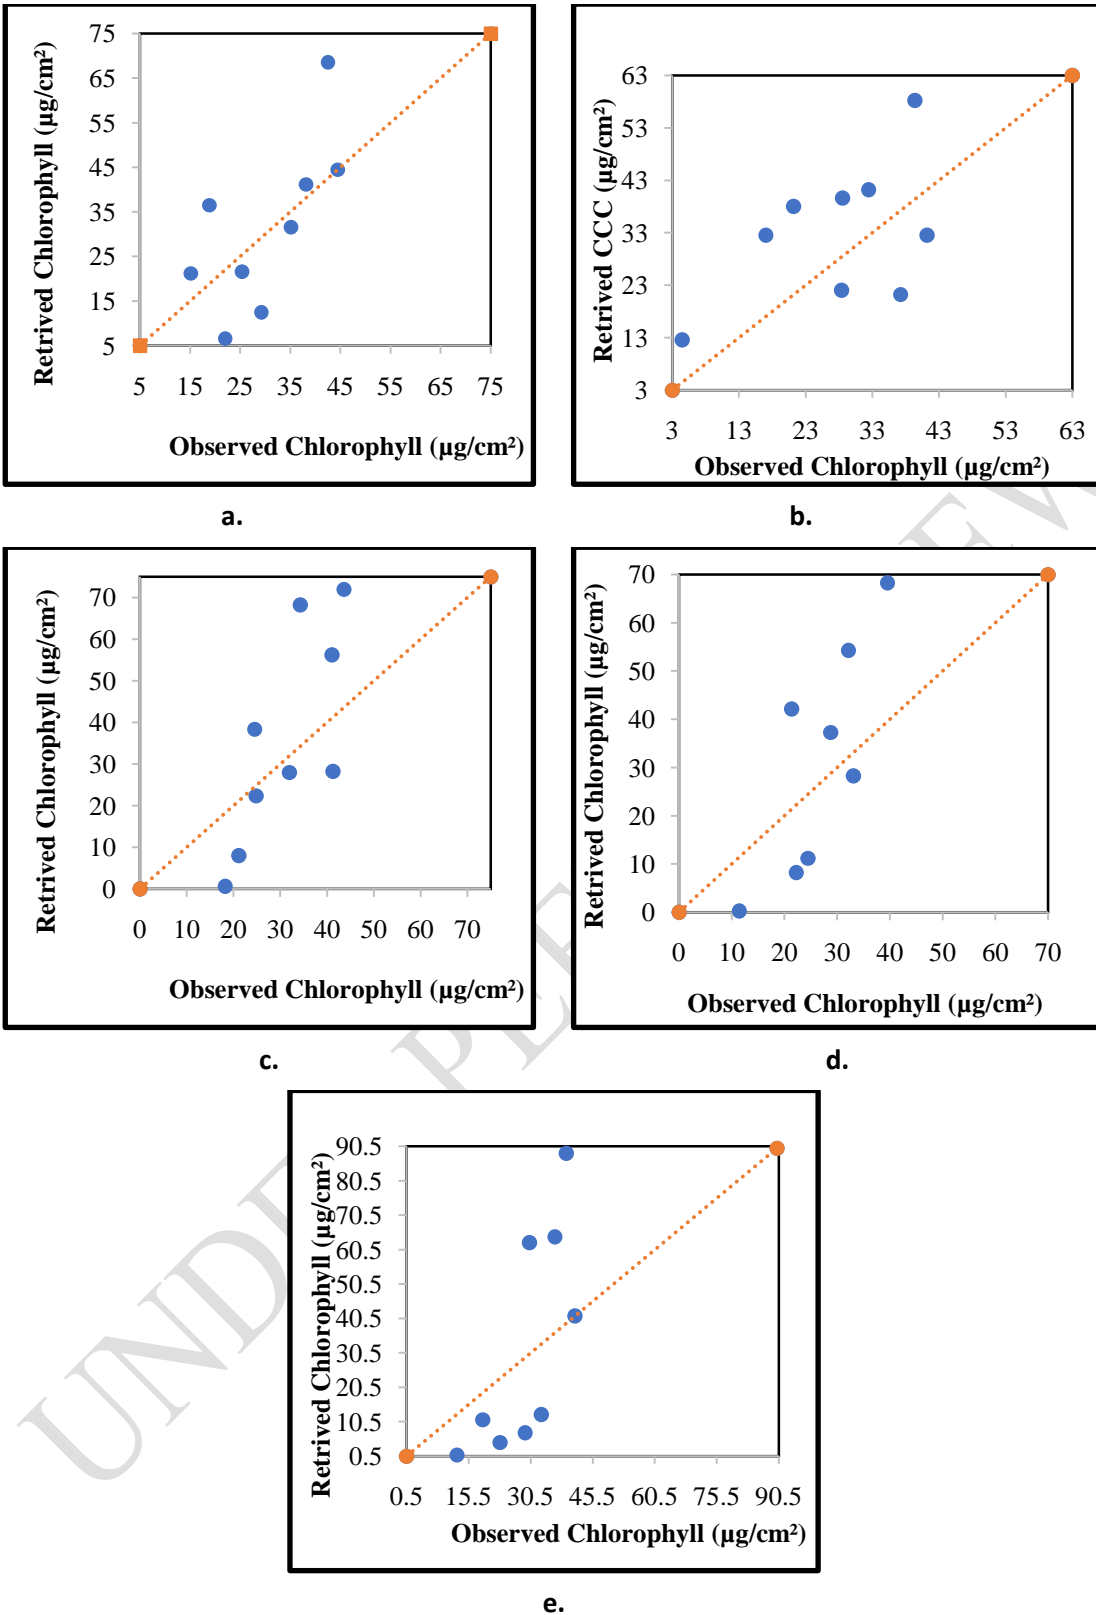 Retrived Chlorophyll (µg/cm²)
75
65
55
45
35
25
15
5
5 15 25 35 45 55 65 75
Observed Chlorophyll (µg/cm²)
a.
Retrived CCC (µg/cm²)
63
53
43
33
23
13
3
3 13 23 33 43 53 63
Observed Chlorophyll (µg/cm²)
b.
Retrived Chlorophyll (µg/cm²)
70
60
50
40
30
20
10
0
0 10 20 30 40 50 60 70
Observed Chlorophyll (µg/cm²)
c.
Retrived Chlorophyll (µg/cm²)
70
60
50
40
30
20
10
0
0 10 20 30 40 50 60 70
Observed Chlorophyll (µg/cm²)
d.
Retrived Chlorophyll (µg/cm²)
90.5
80.5
70.5
60.5
50.5
40.5
30.5
20.5
10.5
0.5
0.5 15.5 30.5 45.5 60.5 75.5 90.5
Observed Chlorophyll (µg/cm²)
e.